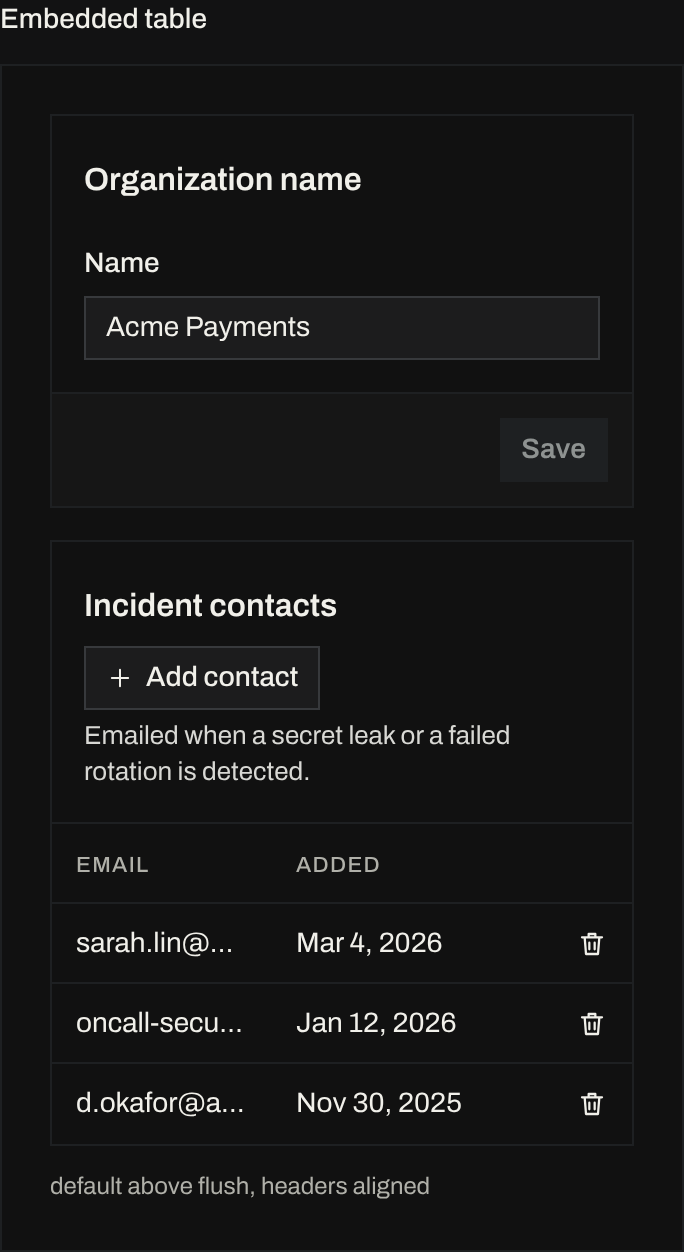 Embedded table
Organization name
Name
Acme Payments
Save
Incident contacts
+ Add contact
Emailed when a secret leak or a failed
rotation is detected.
EMAIL ADDED
sarah.lin@... Mar 4, 2026
oncall-secu... Jan 12, 2026
d.okafor@a... Nov 30, 2025
default above flush, headers aligned